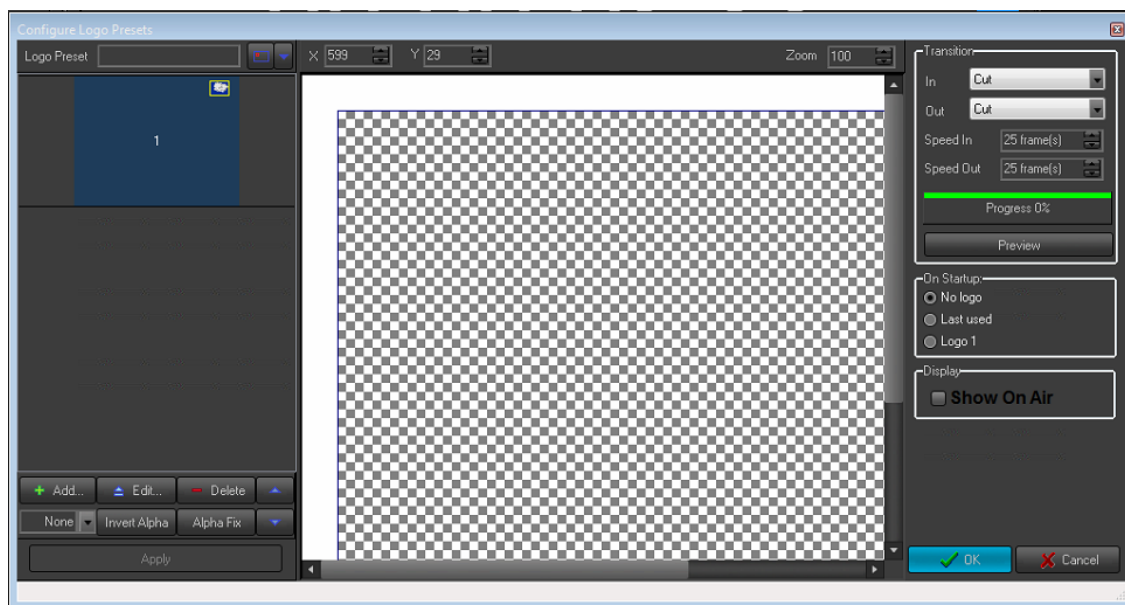 Configure Logo Presets
Logo Preset
X 599 Y 29 Zoom 100
1
Add... Edit... Delete
None Invert Alpha Alpha Fix
Apply
Transition
In Cut
Out Cut
Speed In 25 frame(s)
Speed Out 25 frame(s)
Progress 0%
Preview
On Startup:
No logo
Last used
Logo 1
Display
Show On Air
OK Cancel